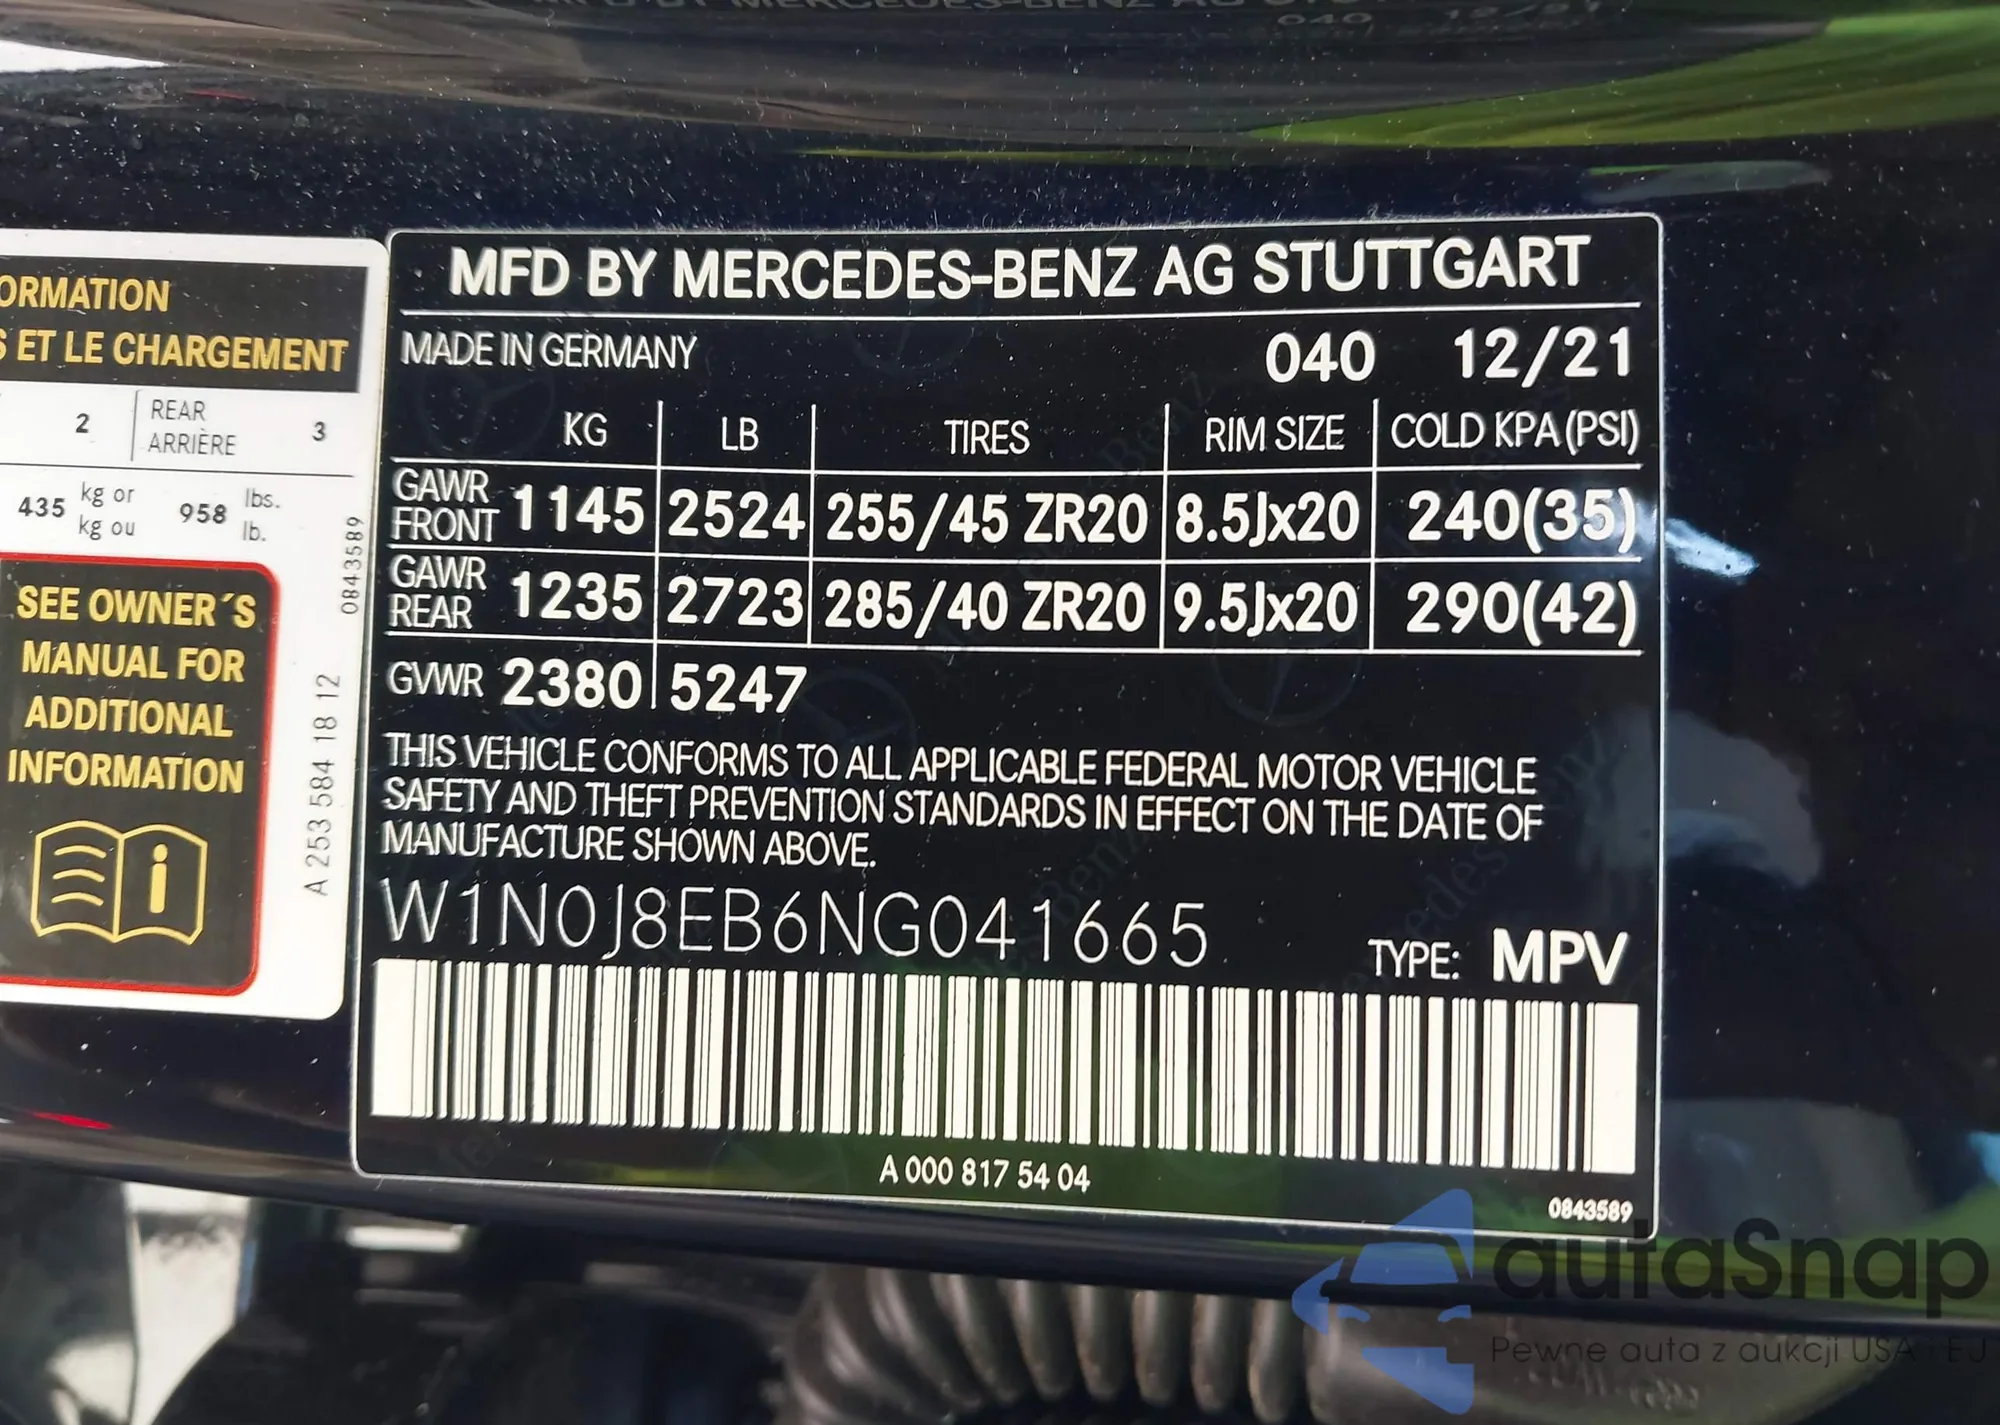 ORMATION
S ET LE CHARGEMENT
2 REAR
ARRIÈRE 3
435 kg or
kg ou 958 lbs.
lb.
SEE OWNER´S
MANUAL FOR
ADDITIONAL
INFORMATION
0843589
A 253 584 18 12
MFD BY MERCEDES-BENZ AG STUTTGART
MADE IN GERMANY 040 12/21
KG LB TIRES RIM SIZE COLD KPA(PSI)
GAWR
FRONT 1145 2524 255/45 ZR20 8.5Jx20 240(35)
GAWR
REAR 1235 2723 285/40 ZR20 9.5Jx20 290(42)
GVWR 2380 5247
THIS VEHICLE CONFORMS TO ALL APPLICABLE FEDERAL MOTOR VEHICLE
SAFETY AND THEFT PREVENTION STANDARDS IN EFFECT ON THE DATE OF
MANUFACTURE SHOWN ABOVE.
W1N0J8EB6NG041665
TYPE: MPV
A 000 817 54 04
0843589
autaSnap
Pewne auta z aukcji USA i EU